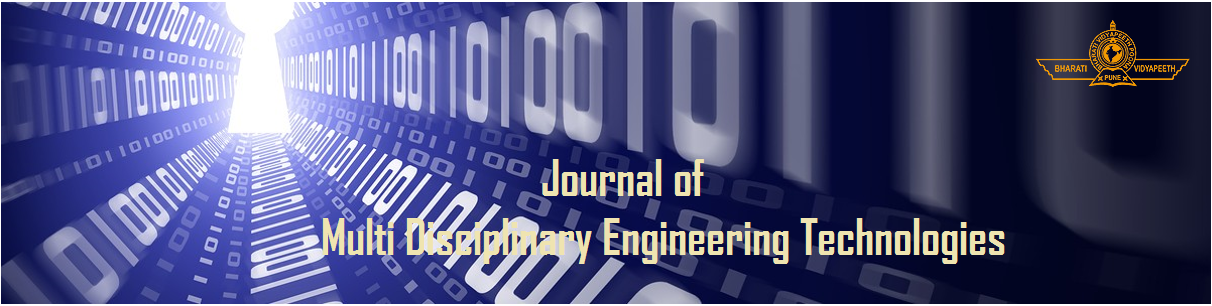 BHARATI VIDYAPEETH
PUNE
Journal of
Multi Disciplinary Engineering Technologies